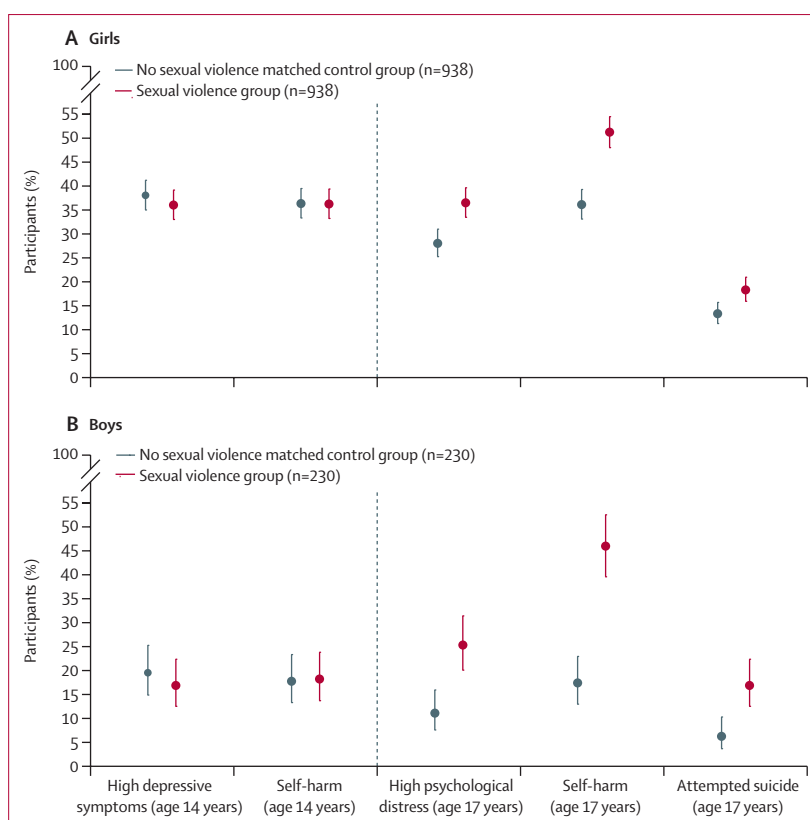 A Girls
100
No sexual violence matched control group (n=938)
Sexual violence group (n=938)
55
50
45
40
35
30
25
20
15
10
5
0
Participants (%)
B Boys
100
No sexual violence matched control group (n=230)
Sexual violence group (n=230)
55
50
45
40
35
30
25
20
15
10
5
0
Participants (%)
High depressive
symptoms (age 14 years)
Self-harm
(age 14 years)
High psychological
distress (age 17 years)
Self-harm
(age 17 years)
Attempted suicide
(age 17 years)